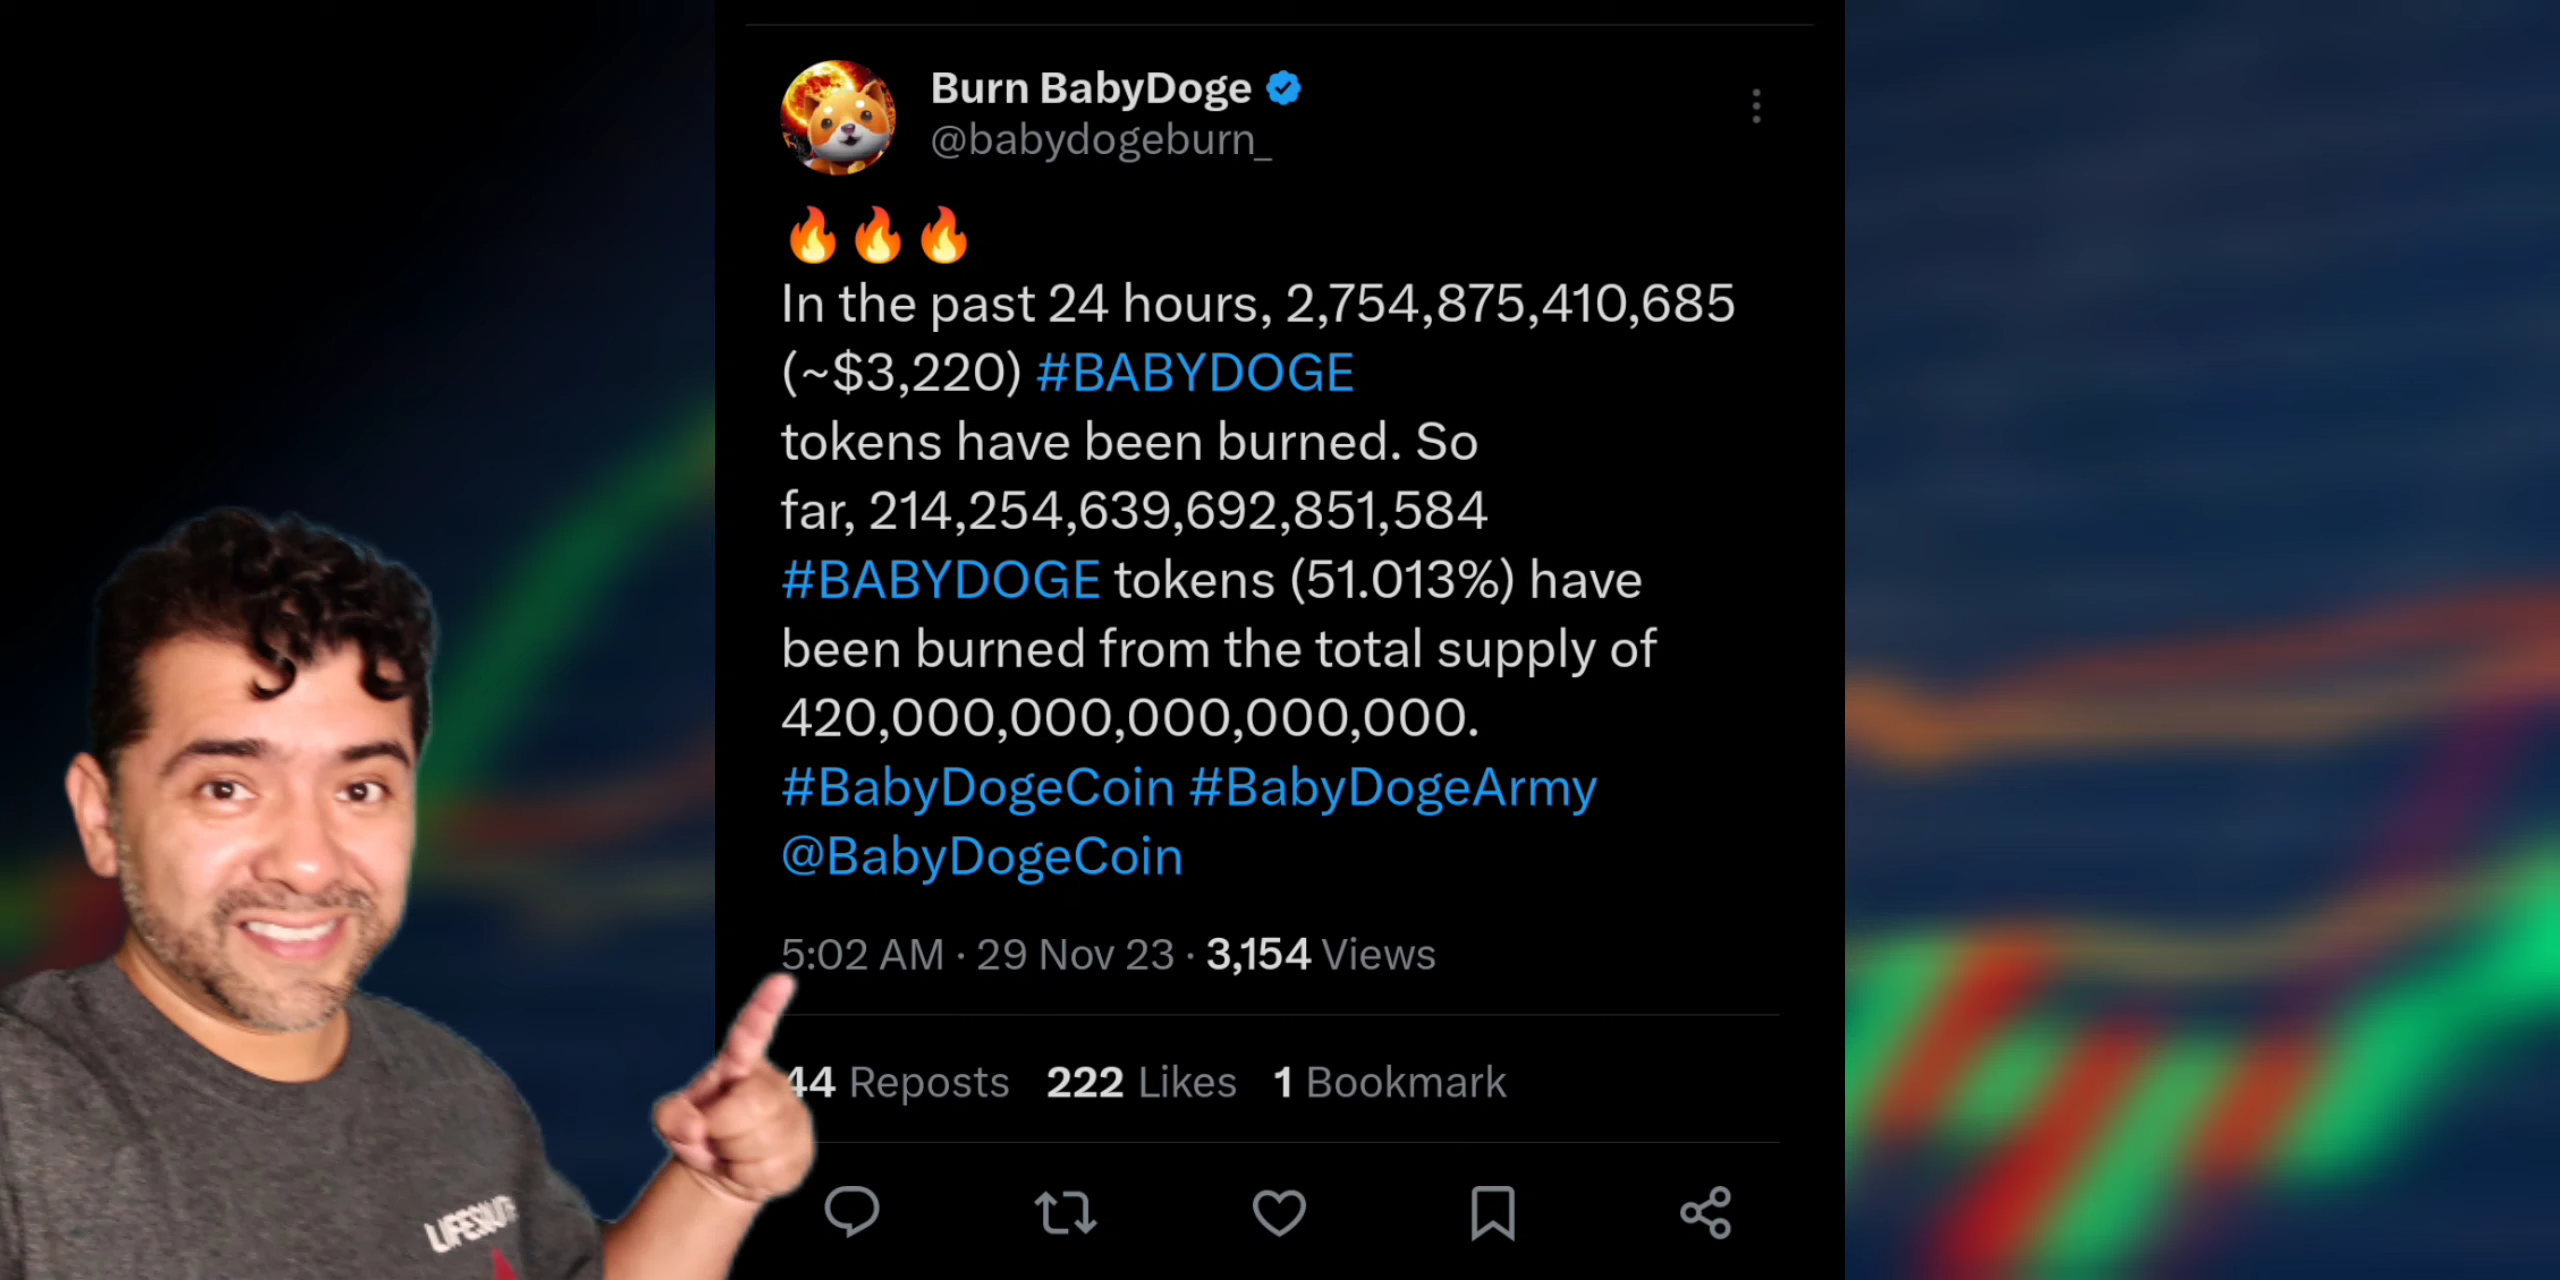 Burn BabyDoge
@babydogeburn_
🔥🔥🔥
In the past 24 hours, 2,754,875,410,685
(~$3,220) #BABYDOGE
tokens have been burned. So
far, 214,254,639,692,851,584
#BABYDOGE tokens (51.013%) have
been burned from the total supply of
420,000,000,000,000,000.
#BabyDogeCoin #BabyDogeArmy
@BabyDogeCoin
5:02 AM · 29 Nov 23 · 3,154 Views
44 Reposts 222 Likes 1 Bookmark